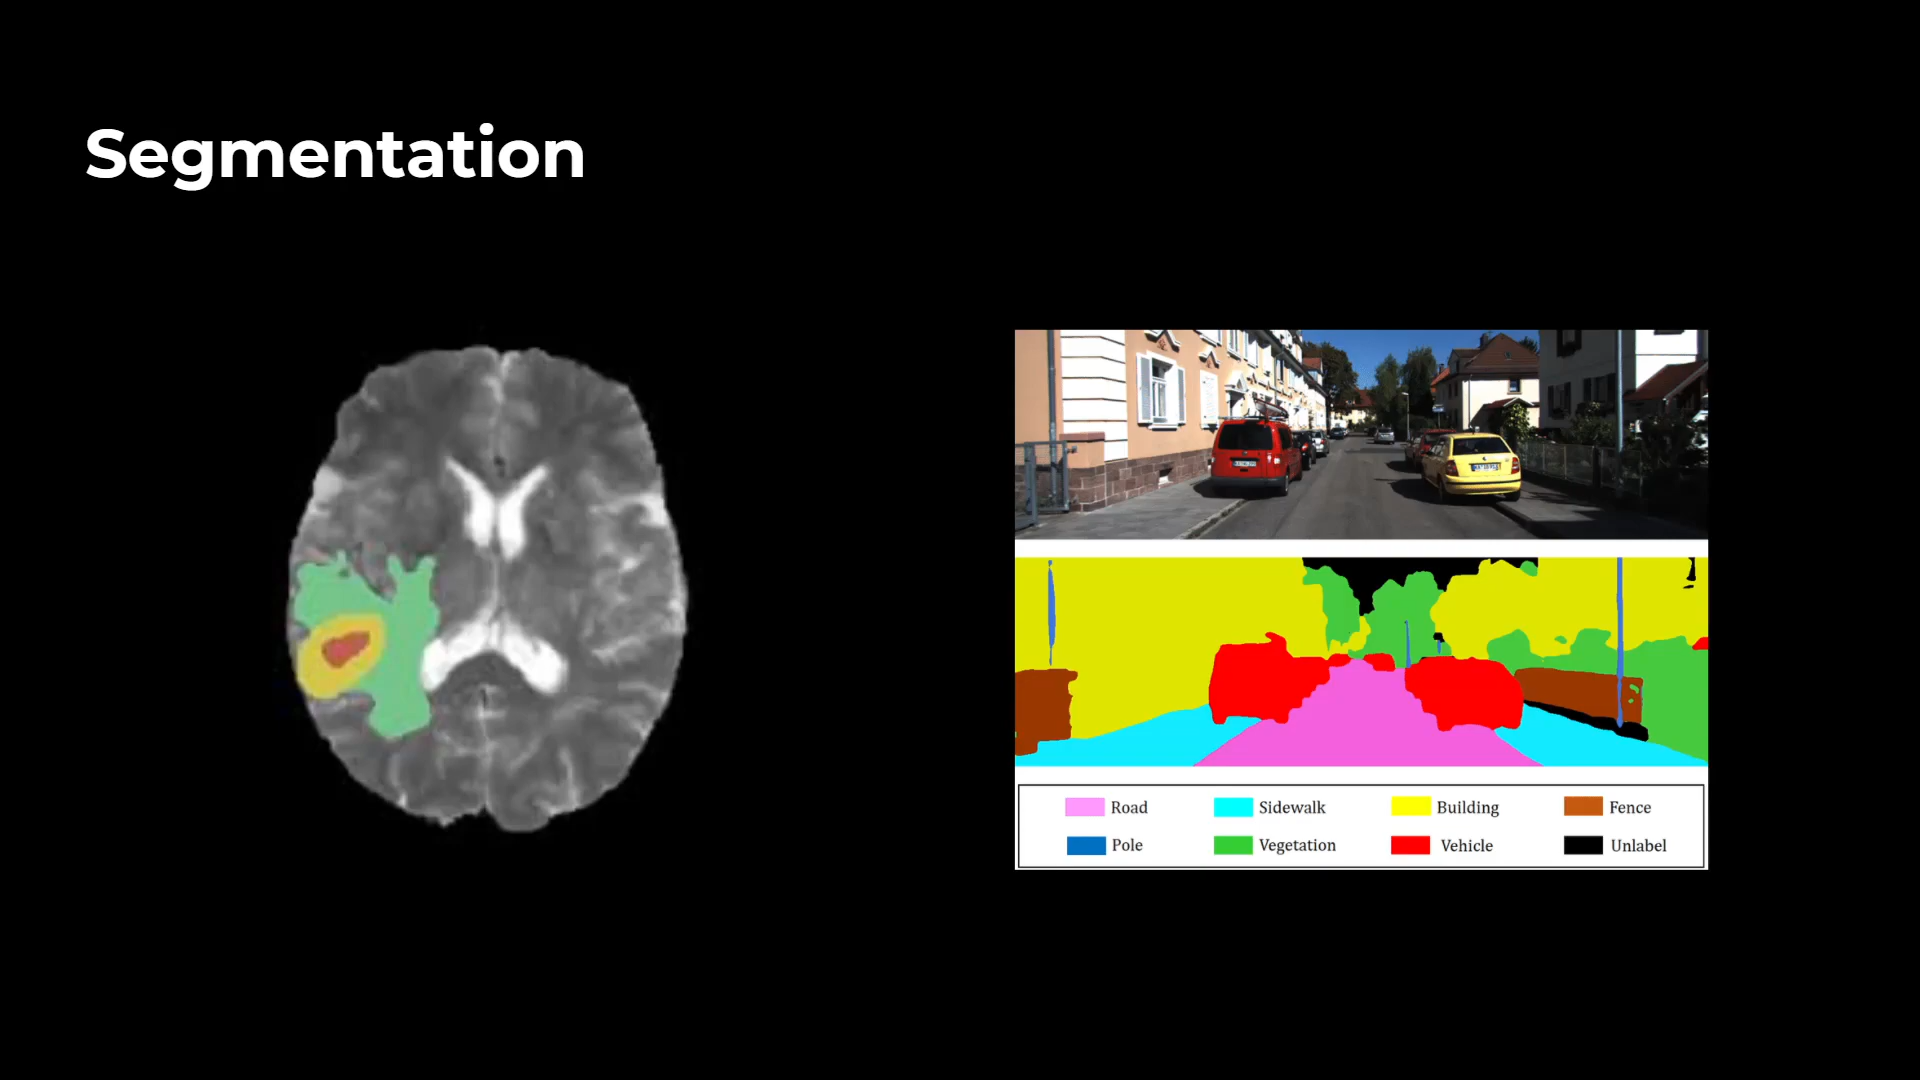 Segmentation
Road Sidewalk Building Fence
Pole Vegetation Vehicle Unlabel